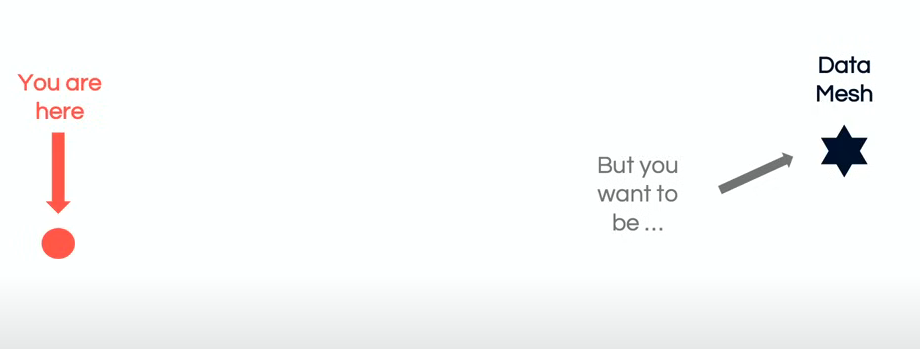 You are
here
But you
want to
be ...
Data
Mesh